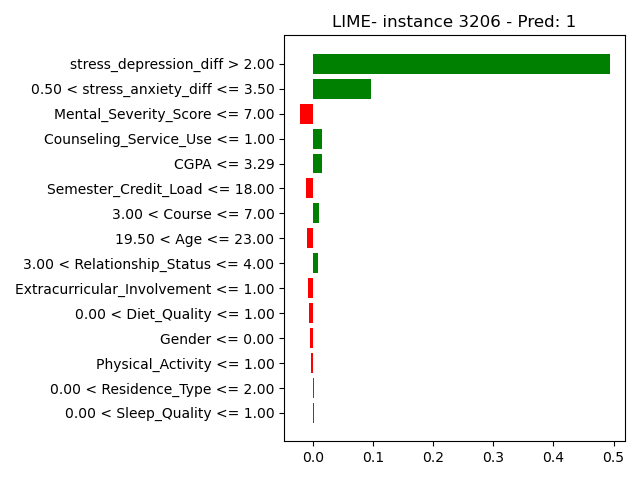 LIME- instance 3206 - Pred: 1
stress_depression_diff > 2.00
0.50 < stress_anxiety_diff <= 3.50
Mental_Severity_Score <= 7.00
Counseling_Service_Use <= 1.00
CGPA <= 3.29
Semester_Credit_Load <= 18.00
3.00 < Course <= 7.00
19.50 < Age <= 23.00
3.00 < Relationship_Status <= 4.00
Extracurricular_Involvement <= 1.00
0.00 < Diet_Quality <= 1.00
Gender <= 0.00
Physical_Activity <= 1.00
0.00 < Residence_Type <= 2.00
0.00 < Sleep_Quality <= 1.00
0.0 0.1 0.2 0.3 0.4 0.5